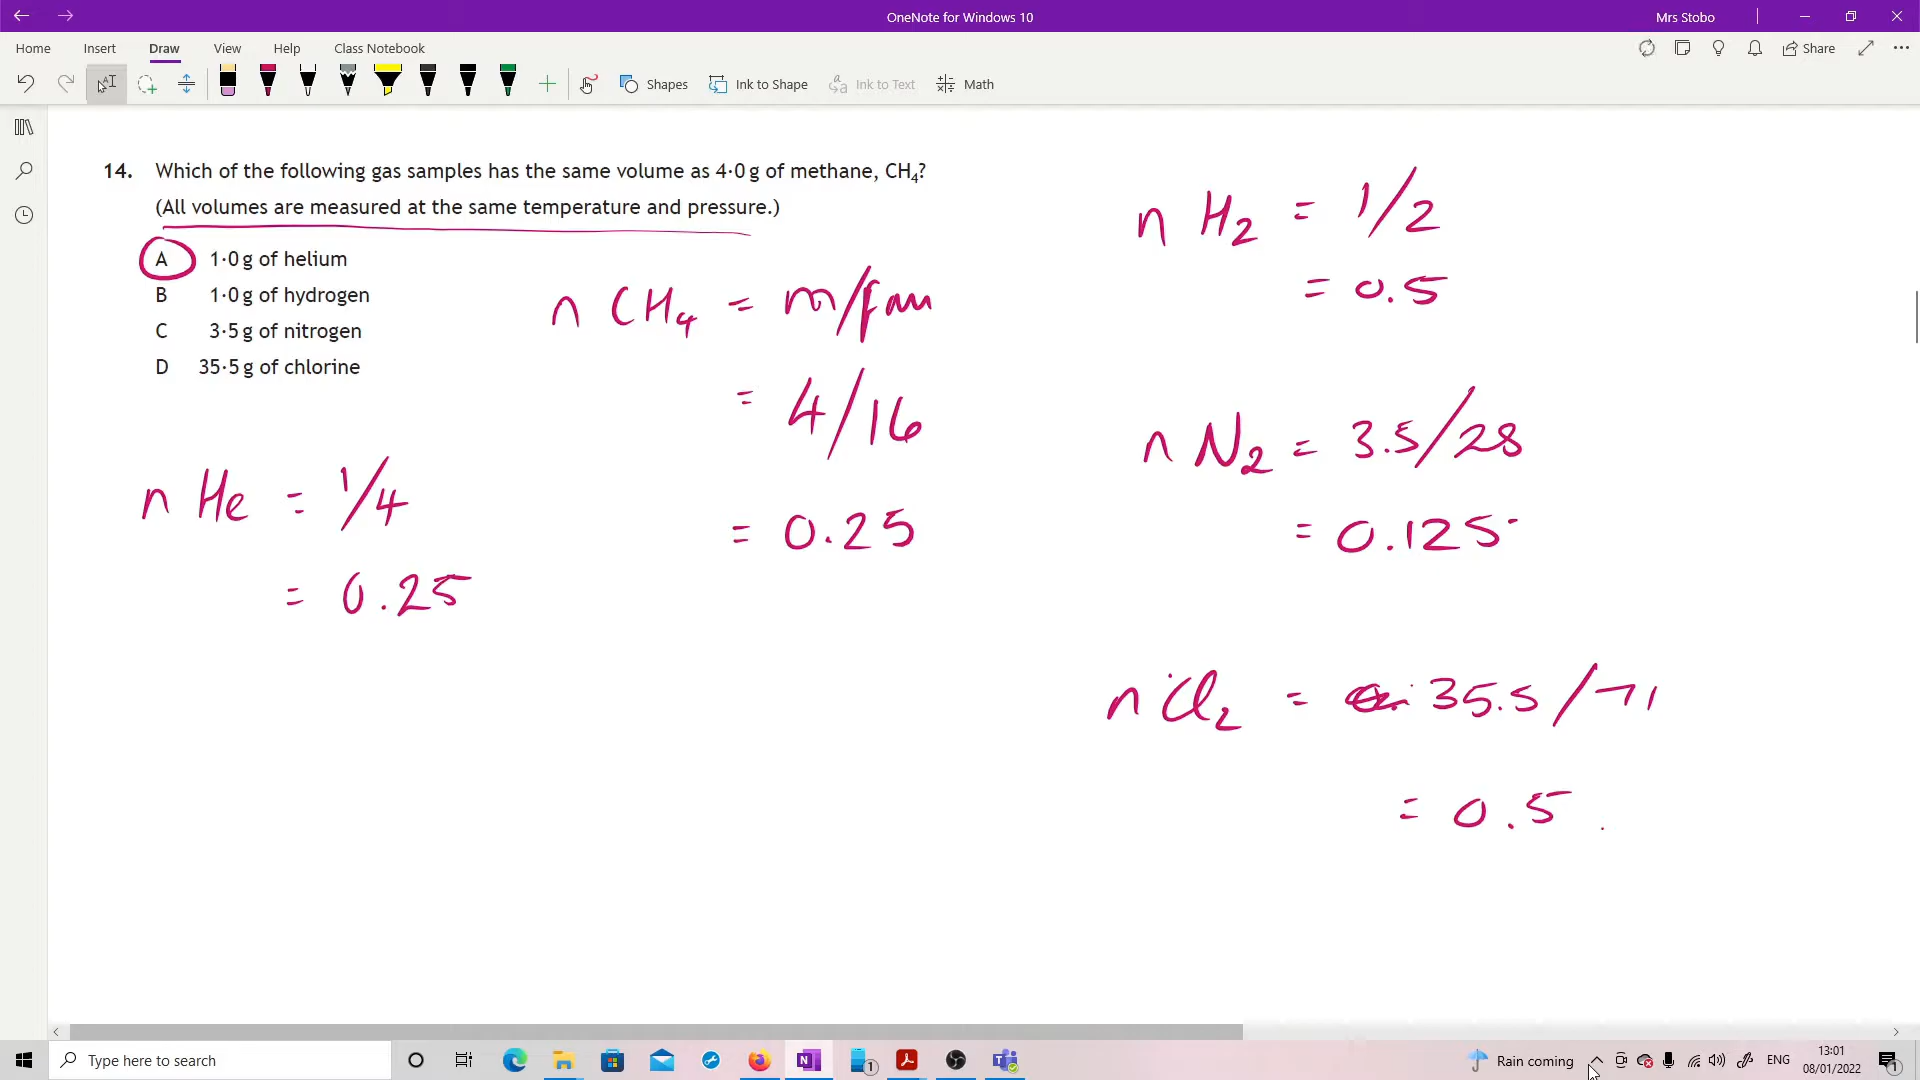 OneNote for Windows 10
Mrs Stobo
Home Insert Draw View Help Class Notebook
Share
Shapes Ink to Shape Ink to Text Math
14. Which of the following gas samples has the same volume as 4·0 g of methane, CH₄?
(All volumes are measured at the same temperature and pressure.)
A 1·0 g of helium
B 1·0 g of hydrogen
C 3·5 g of nitrogen
D 35·5 g of chlorine
n He = 1/4
= 0.25
n CH₄ = m/fm
= 4/16
= 0.25
n H₂ = 1/2
= 0.5
n N₂ = 3.5/28
= 0.125
n Cl₂ = 35.5/71
= 0.5
Type here to search
1
Rain coming
ENG
13:01
08/01/2022
1